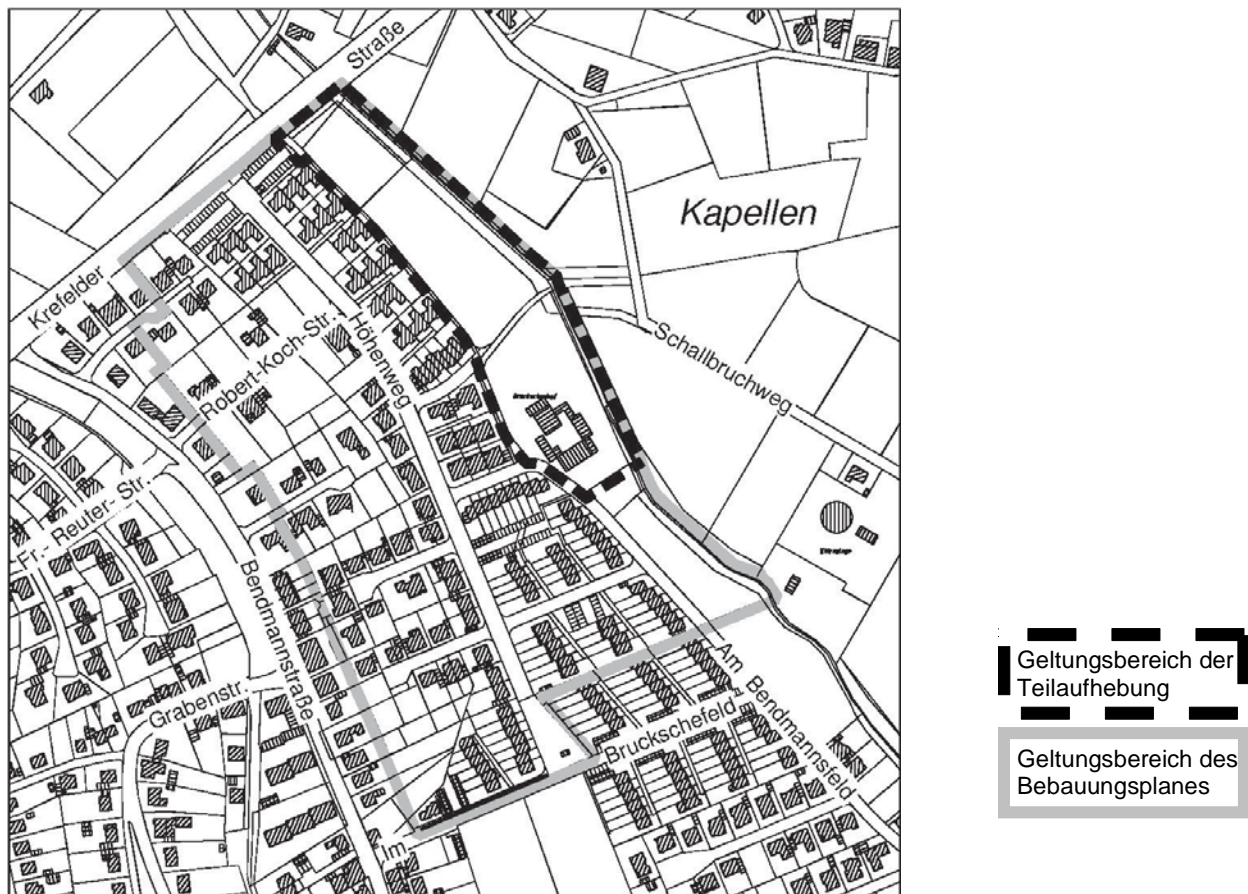 Straße
Kapellen
Krefelder
Robert-Koch-Str.
Höhenweg
Schallbruchweg
Fr.- Reuter- Str.
Bendmannstraße
Grabenstr.
Am
Bendmannsfeld
Im
Bruckschefeld
Geltungsbereich der
Teilaufhebung
Geltungsbereich des
Bebauungsplanes